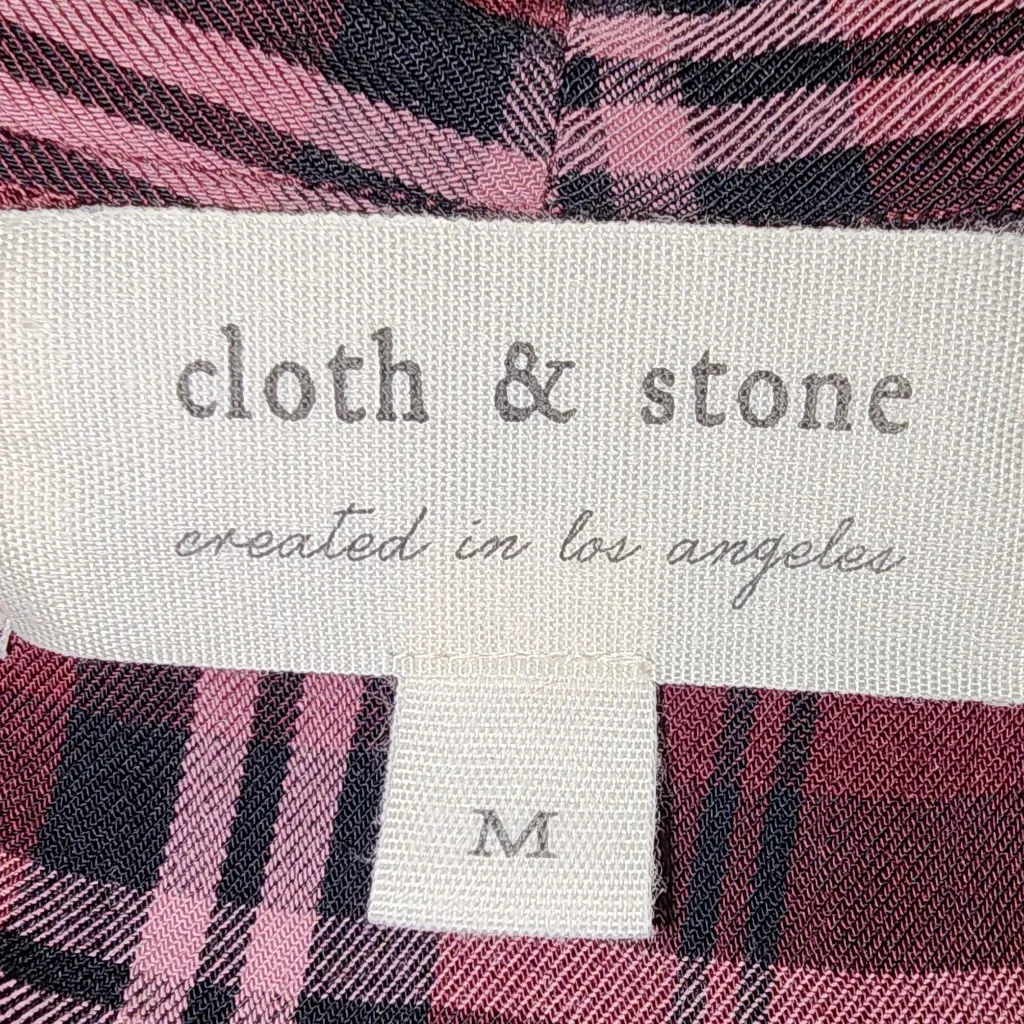 cloth & stone
created in los angeles
M